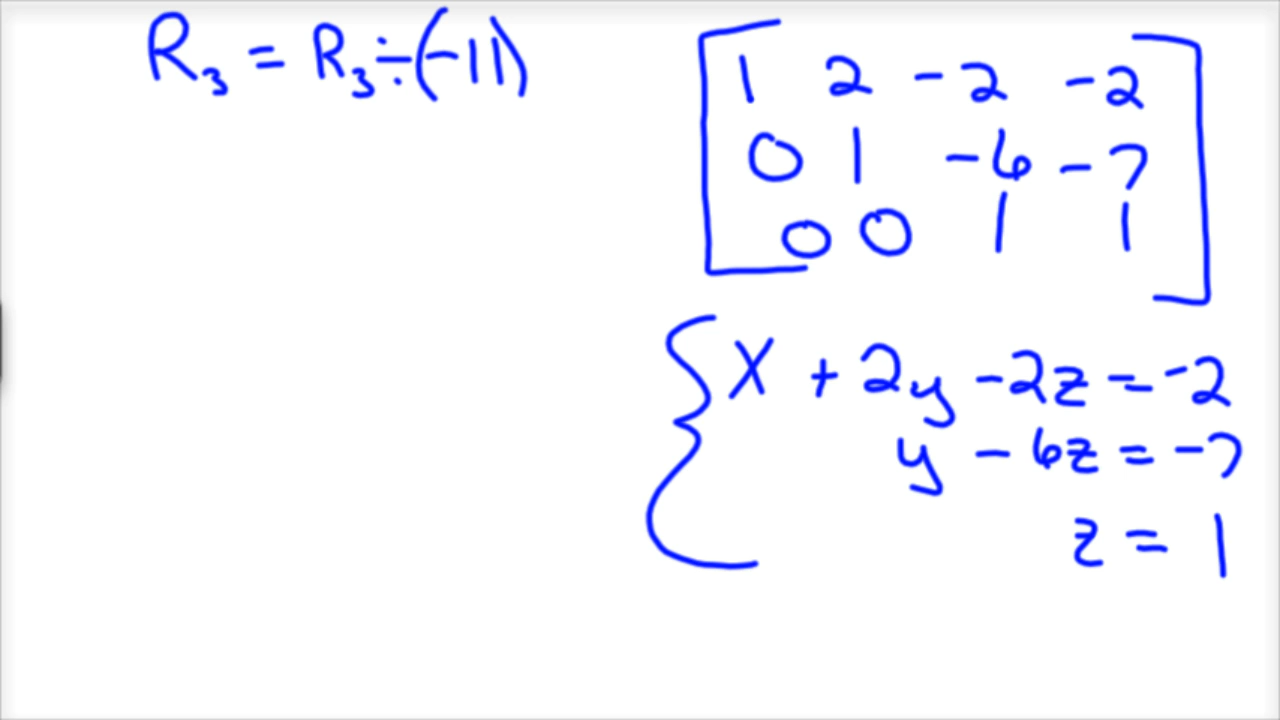 R₃ = R₃ ÷ (-11)
1 2 -2 -2
0 1 -6 -7
0 0 1 1
x + 2y - 2z = -2
y - 6z = -7
z = 1